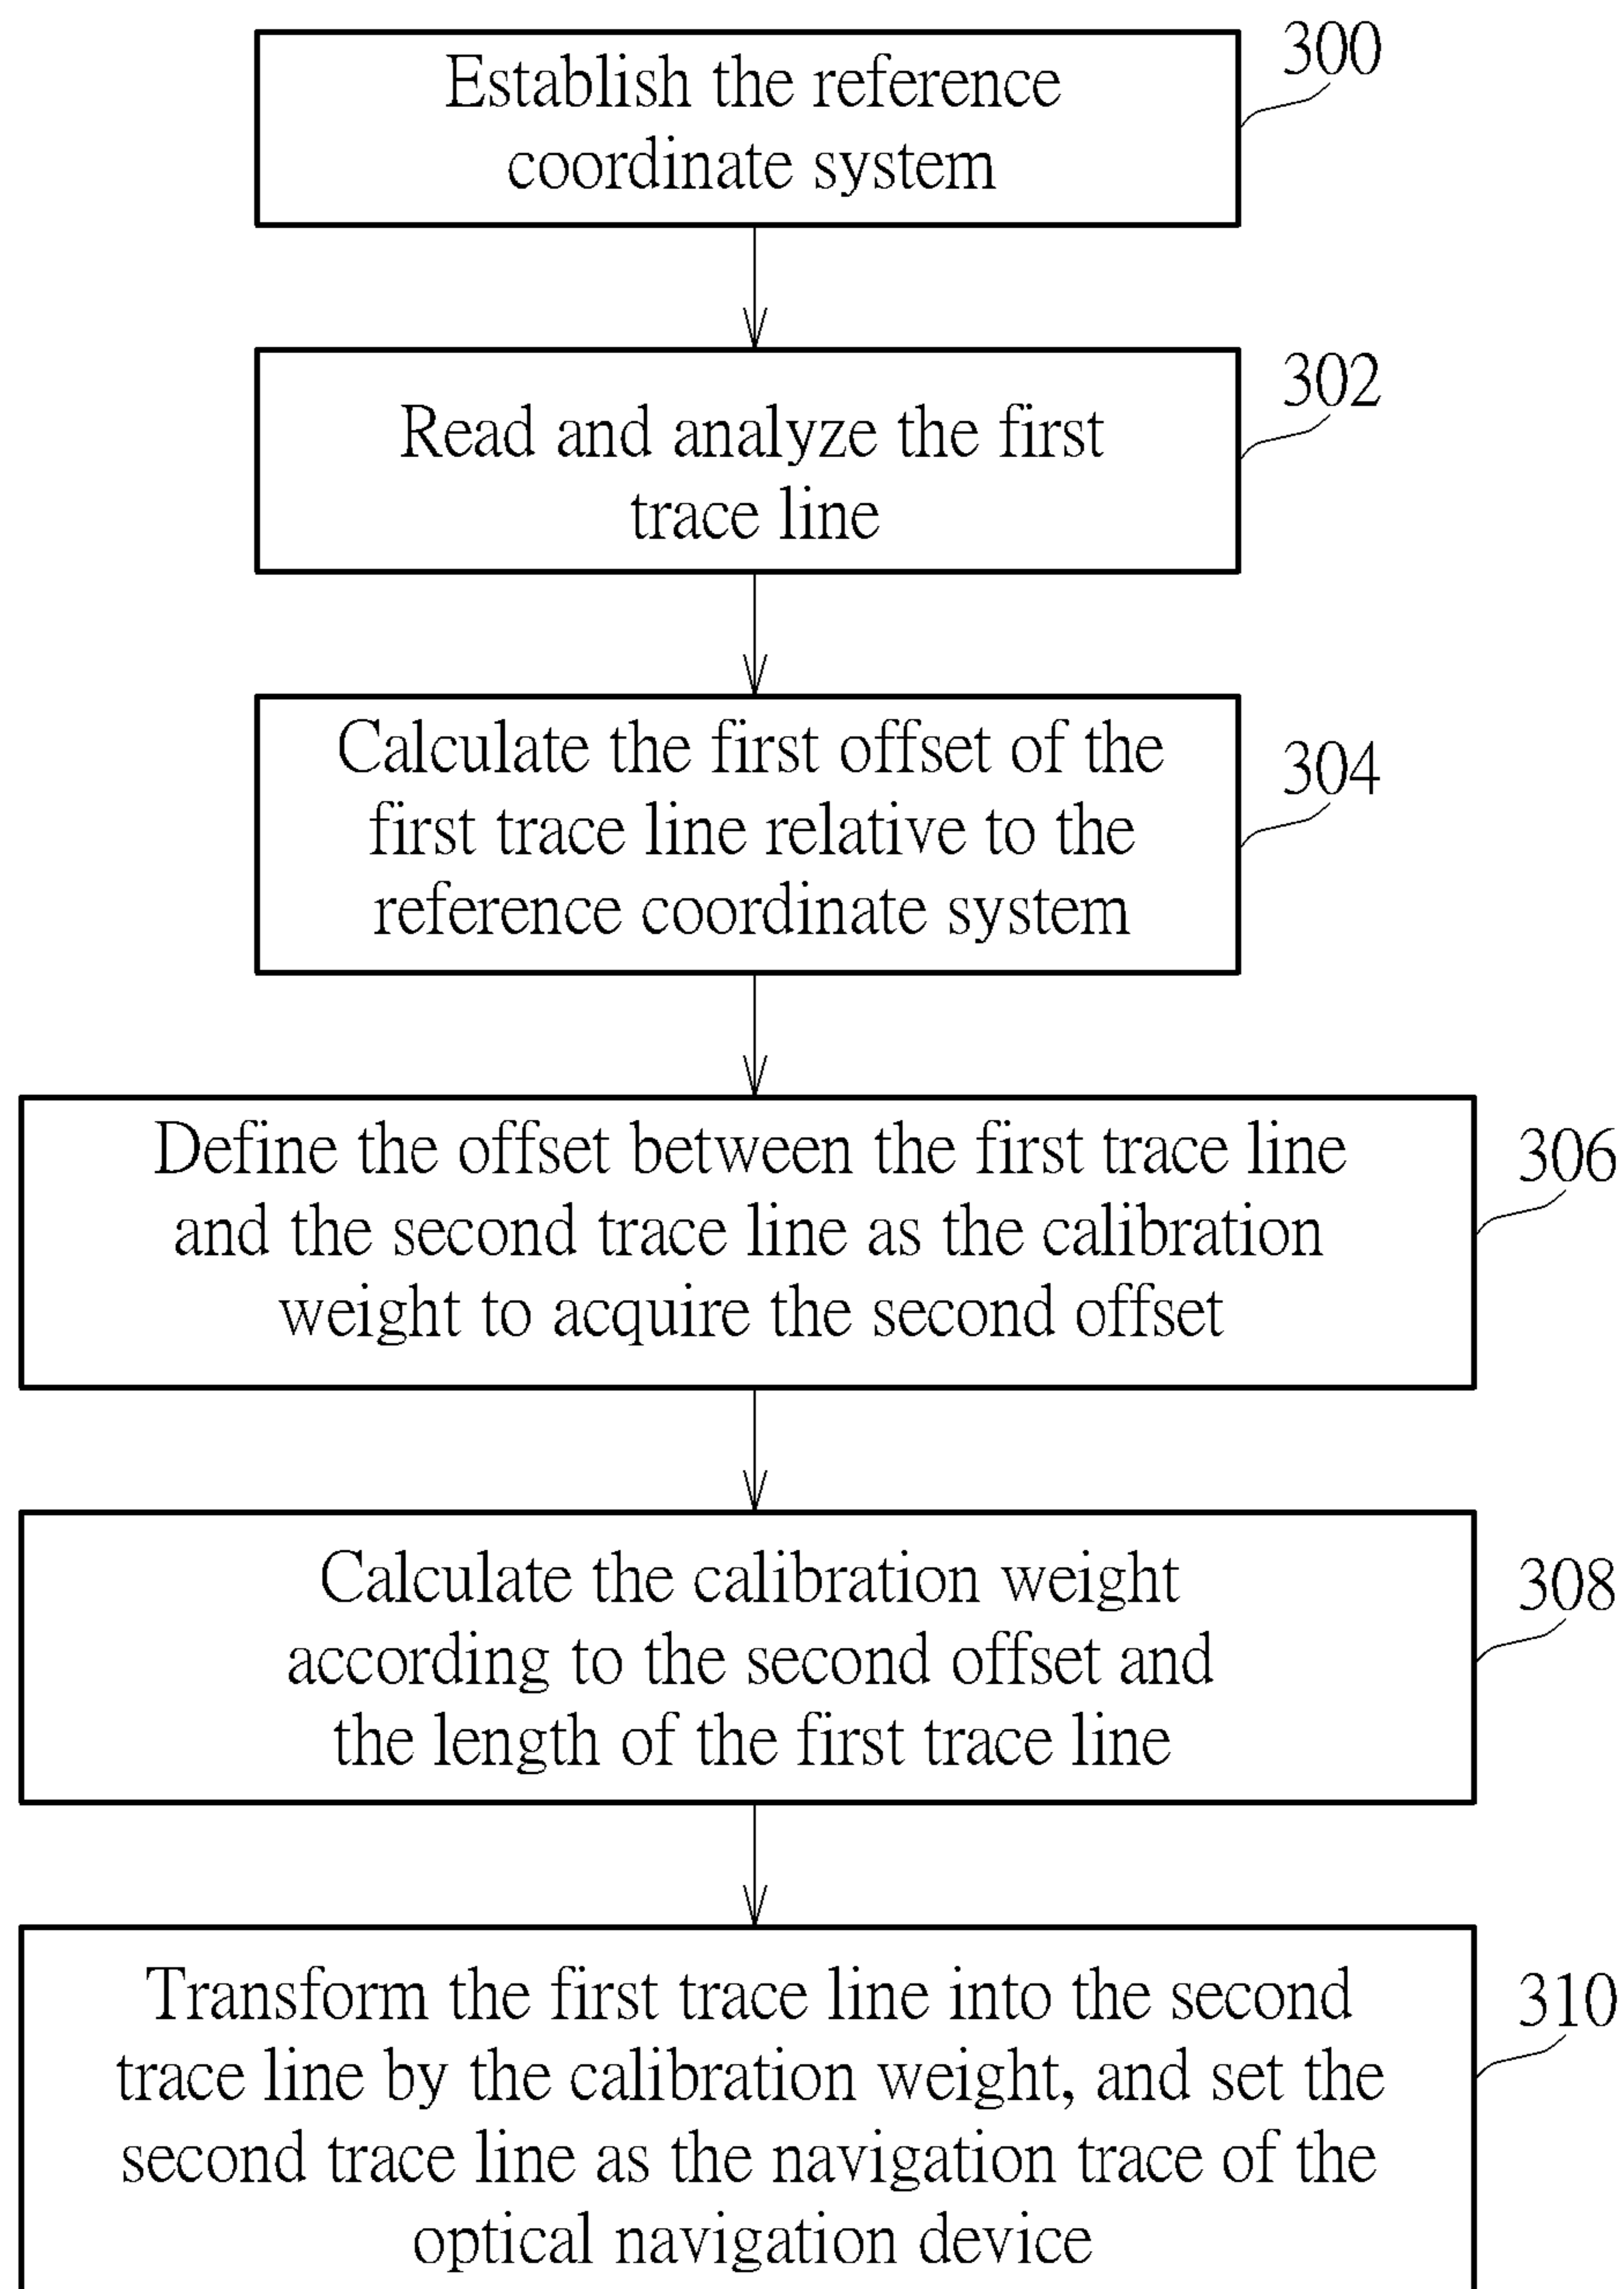 Establish the reference
coordinate system
300
Read and analyze the first
trace line
302
Calculate the first offset of the
first trace line relative to the
reference coordinate system
304
Define the offset between the first trace line
and the second trace line as the calibration
weight to acquire the second offset
306
Calculate the calibration weight
according to the second offset and
the length of the first trace line
308
Transform the first trace line into the second
trace line by the calibration weight, and set the
second trace line as the navigation trace of the
optical navigation device
310